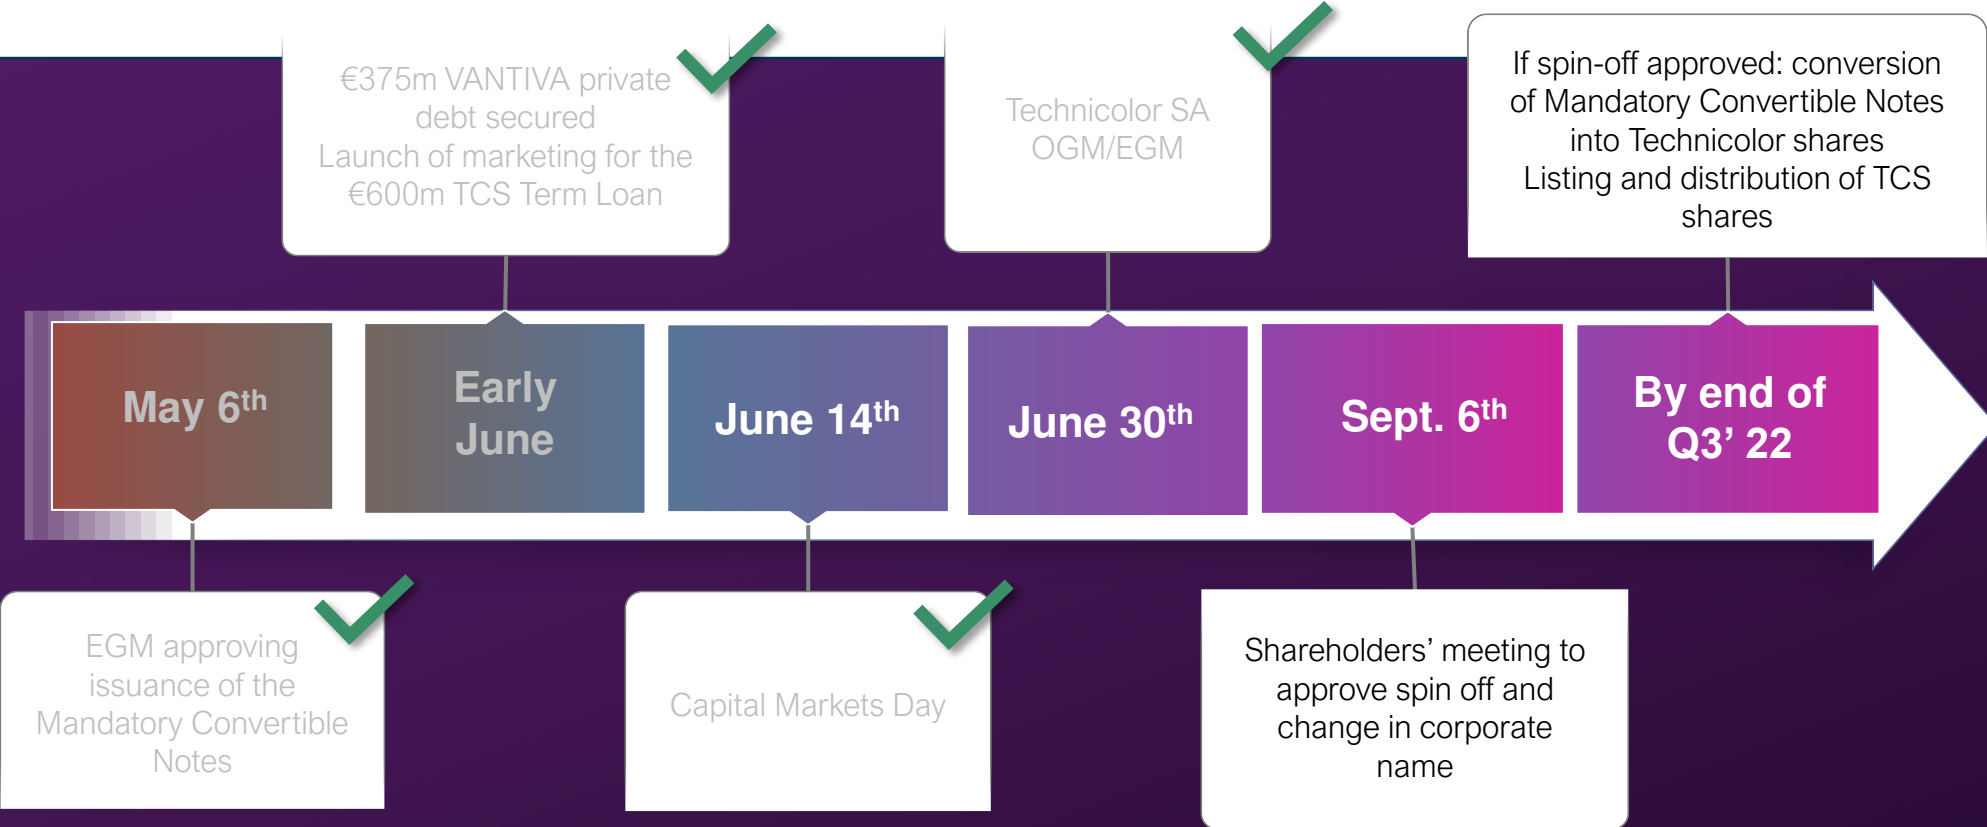 €375m VANTIVA private
debt secured
Launch of marketing for the
€600m TCS Term Loan
Technicolor SA
OGM/EGM
If spin-off approved: conversion
of Mandatory Convertible Notes
into Technicolor shares
Listing and distribution of TCS
shares
May 6th
Early
June
June 14th
June 30th
Sept. 6th
By end of
Q3’ 22
EGM approving
issuance of the
Mandatory Convertible
Notes
Capital Markets Day
Shareholders’ meeting to
approve spin off and
change in corporate
name